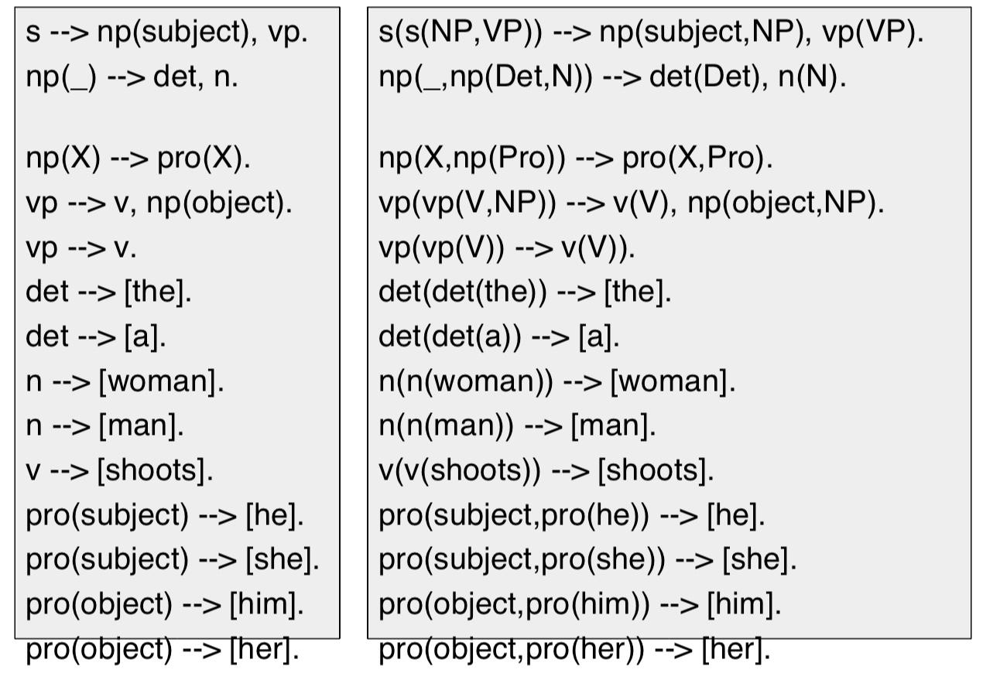 s --> np(subject), vp.
np(_) --> det, n.
np(X) --> pro(X).
vp --> v, np(object).
vp --> v.
det --> [the].
det --> [a].
n --> [woman].
n --> [man].
v --> [shoots].
pro(subject) --> [he].
pro(subject) --> [she].
pro(object) --> [him].
pro(object) --> [her].
s(s(NP,VP)) --> np(subject,NP), vp(VP).
np(_,np(Det,N)) --> det(Det), n(N).
np(X,np(Pro)) --> pro(X,Pro).
vp(vp(V,NP)) --> v(V), np(object,NP).
vp(vp(V)) --> v(V)).
det(det(the)) --> [the].
det(det(a)) --> [a].
n(n(woman)) --> [woman].
n(n(man)) --> [man].
v(v(shoots)) --> [shoots].
pro(subject,pro(he)) --> [he].
pro(subject,pro(she)) --> [she].
pro(object,pro(him)) --> [him].
pro(object,pro(her)) --> [her].